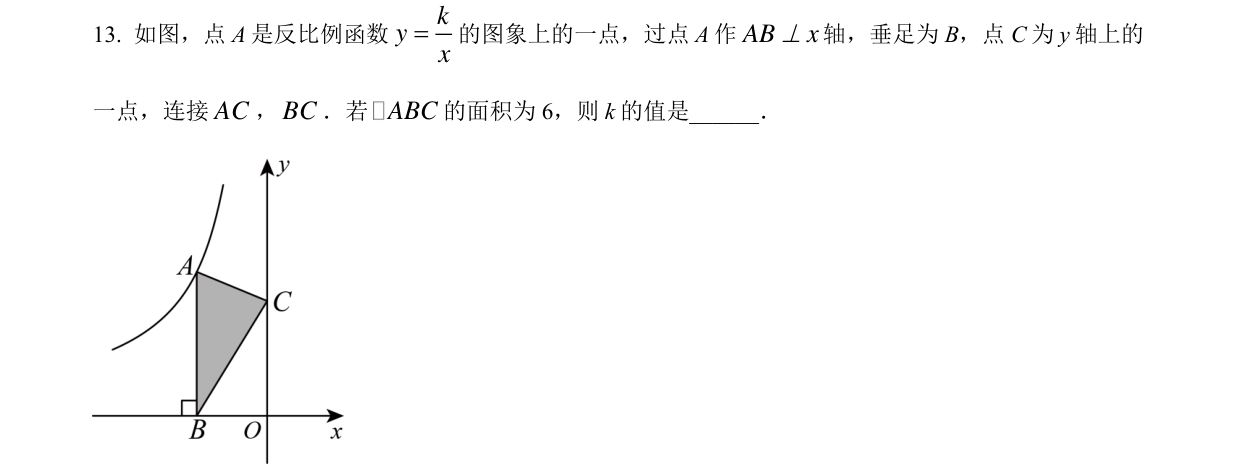 13. 如图，点 A 是反比例函数 y = k/x 的图象上的一点，过点 A 作 AB ⊥ x 轴，垂足为 B，点 C 为 y 轴上的
一点，连接 AC ， BC ．若□ABC 的面积为 6，则 k 的值是______．
y
A
C
B
O
x